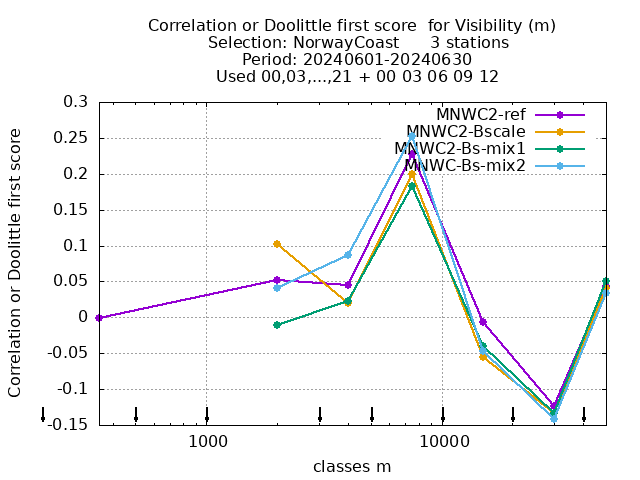 Correlation or Doolittle first score  for Visibility (m)
Selection: NorwayCoast      3 stations
Period: 20240601-20240630
Used 00,03,...,21 + 00 03 06 09 12
Correlation or Doolittle first score
0.3
0.25
0.2
0.15
0.1
0.05
0
-0.05
-0.1
-0.15
MNWC2-ref
MNWC2-Bscale
MNWC2-Bs-mix1
MNWC-Bs-mix2
1000 10000
classes m